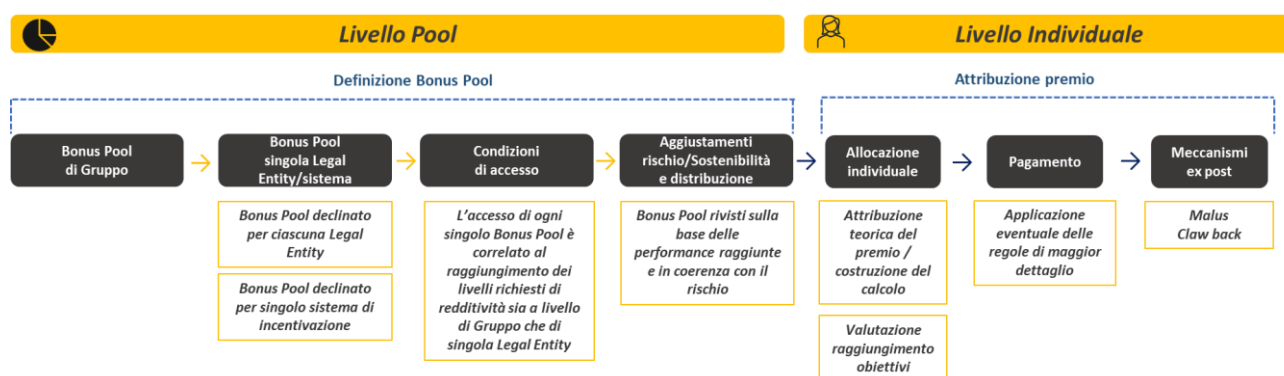 Livello Pool
Livello Individuale
Definizione Bonus Pool
Attribuzione premio
Bonus Pool
di Gruppo
Bonus Pool
singola Legal
Entity/sistema
Condizioni
di accesso
Aggiustamenti
rischio/Sostenibilità
e distribuzione
Allocazione
individuale
Pagamento
Meccanismi
ex post
Bonus Pool declinato
per ciascuna Legal
Entity
Bonus Pool declinato
per singolo sistema di
incentivazione
L'accesso di ogni
singolo Bonus Pool è
correlato al
raggiungimento dei
livelli richiesti di
redditività sia a livello
di Gruppo che di
singola Legal Entity
Bonus Pool rivisti sulla
base delle
performance raggiunte
e in coerenza con il
rischio
Attribuzione
teorica del
premio /
costruzione del
calcolo
Valutazione
raggiungimento
obiettivi
Applicazione
eventuale delle
regole di maggior
dettaglio
Malus
Claw back